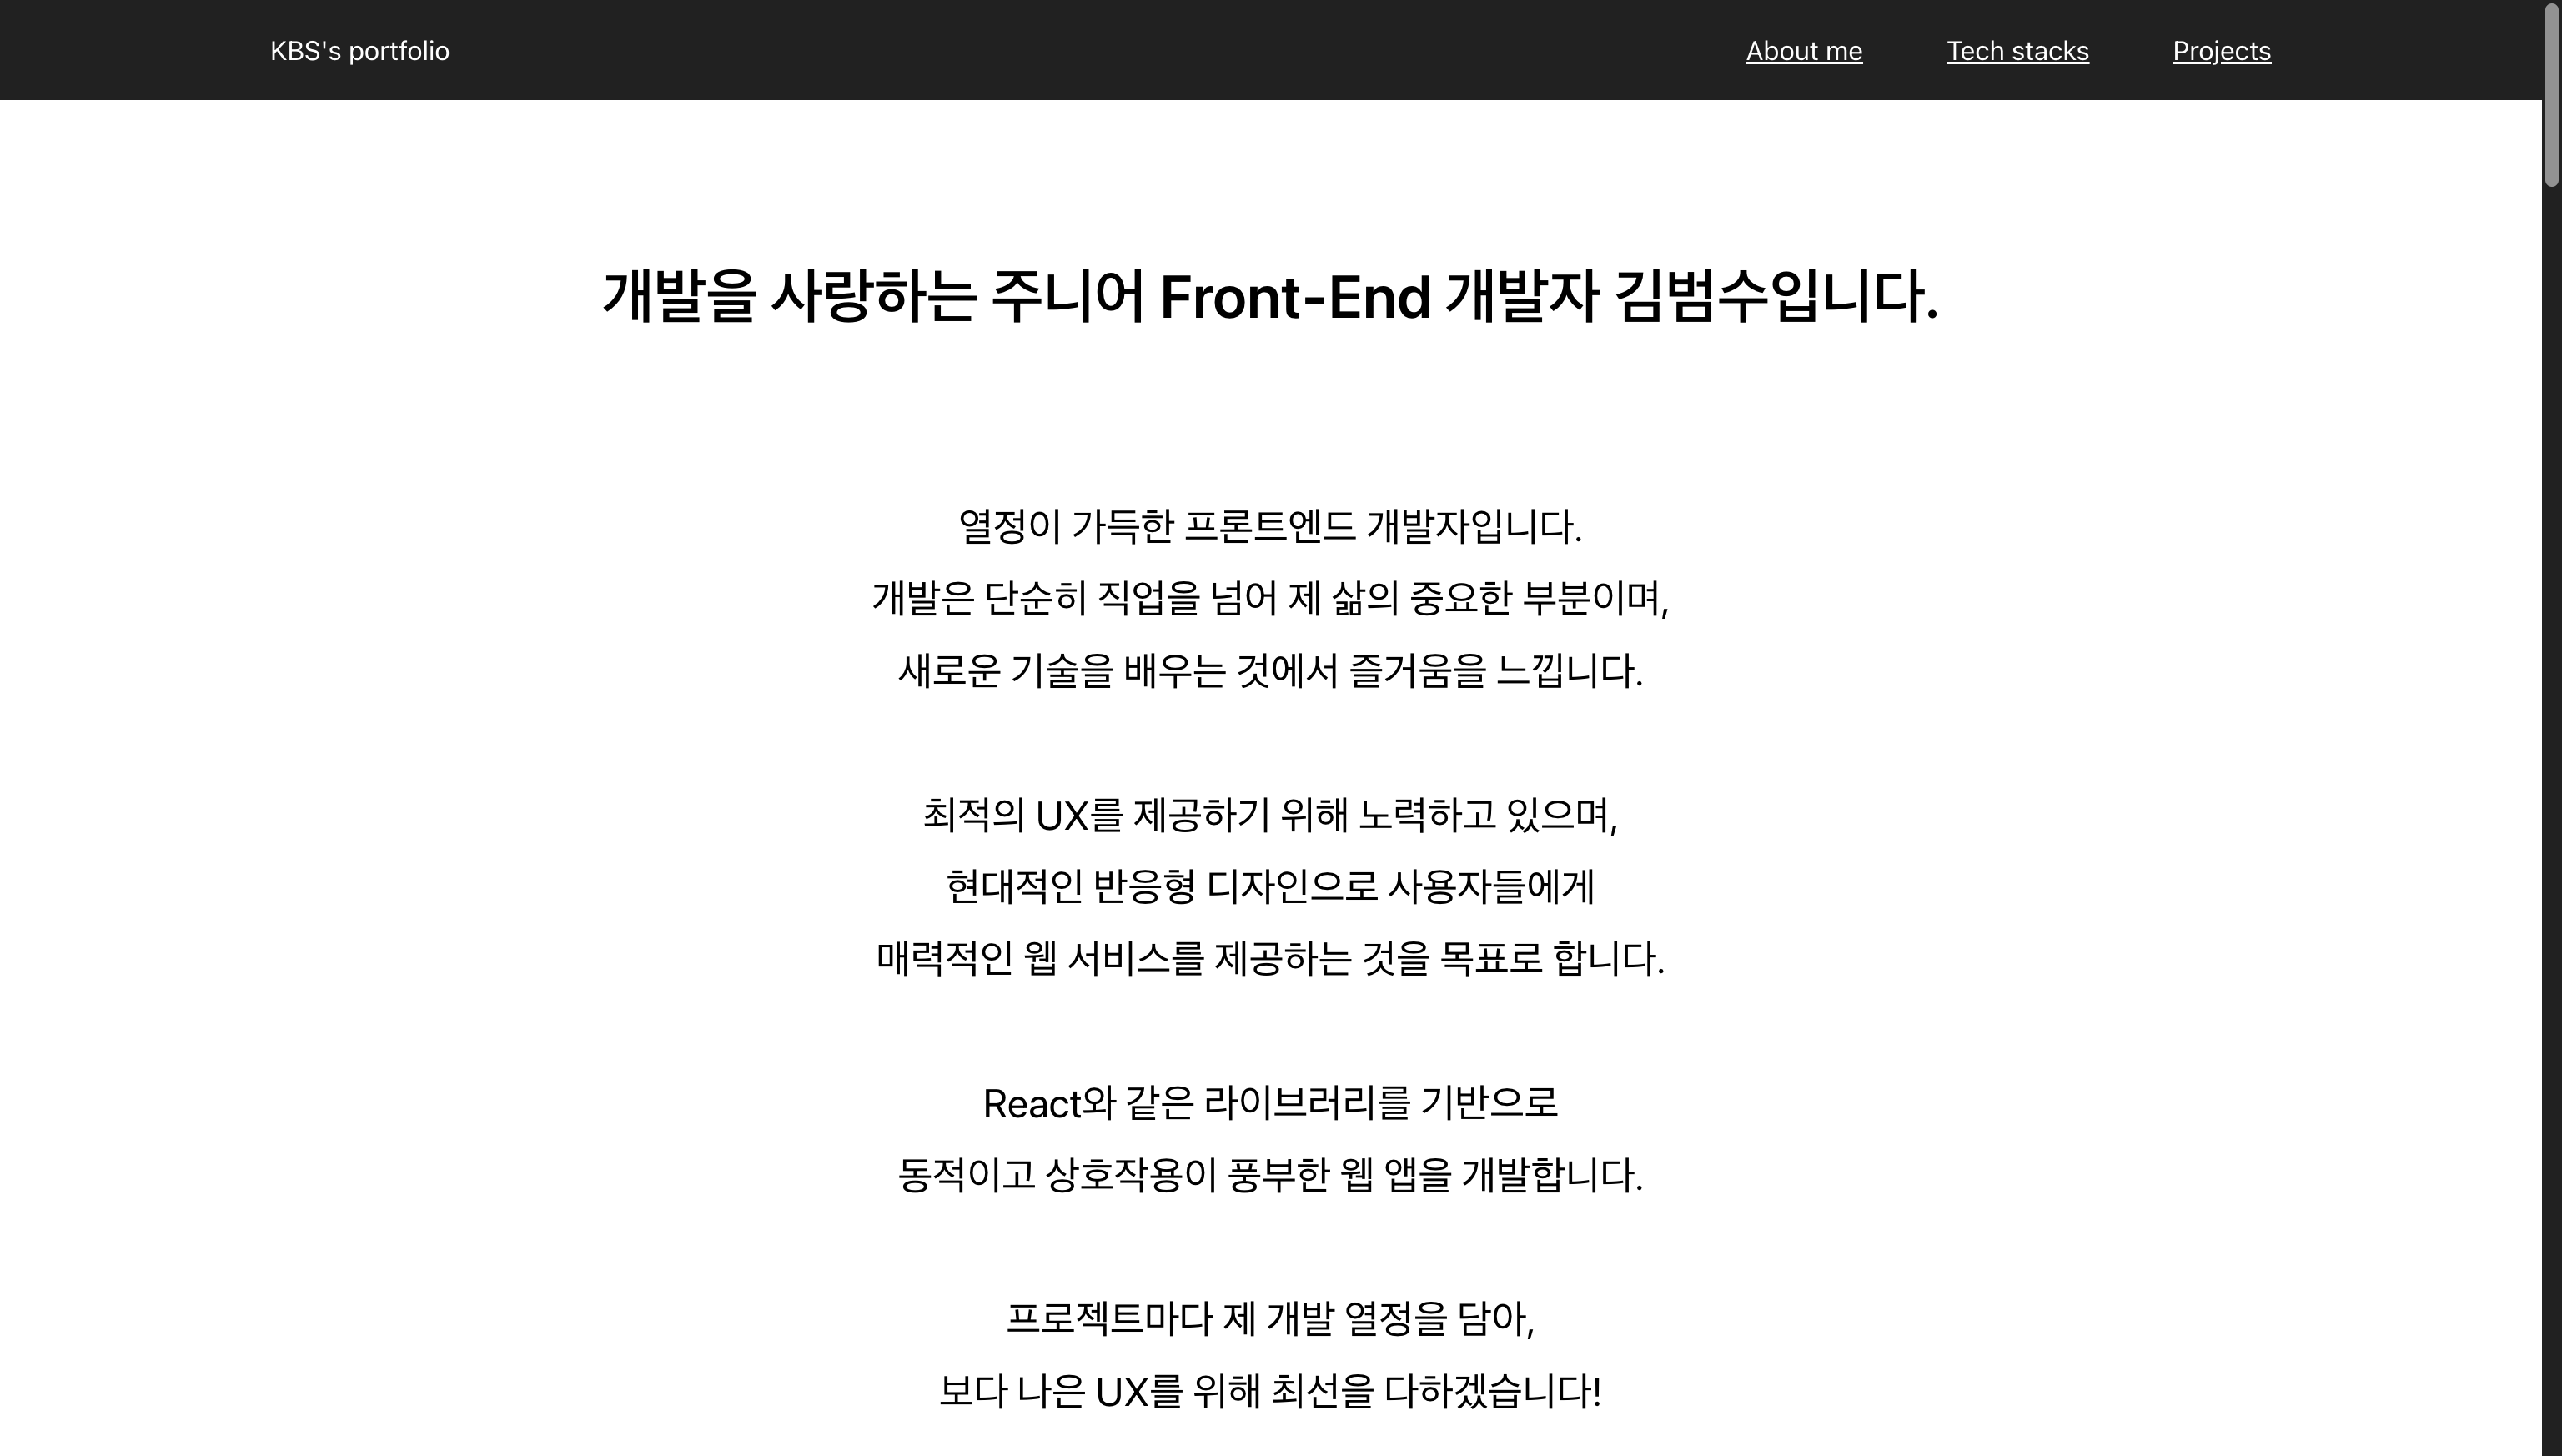 KBS's portfolio
About me
Tech stacks
Projects
개발을 사랑하는 주니어 Front-End 개발자 김범수입니다.
열정이 가득한 프론트엔드 개발자입니다.
개발은 단순히 직업을 넘어 제 삶의 중요한 부분이며,
새로운 기술을 배우는 것에서 즐거움을 느낍니다.
최적의 UX를 제공하기 위해 노력하고 있으며,
현대적인 반응형 디자인으로 사용자들에게
매력적인 웹 서비스를 제공하는 것을 목표로 합니다.
React와 같은 라이브러리를 기반으로
동적이고 상호작용이 풍부한 웹 앱을 개발합니다.
프로젝트마다 제 개발 열정을 담아,
보다 나은 UX를 위해 최선을 다하겠습니다!